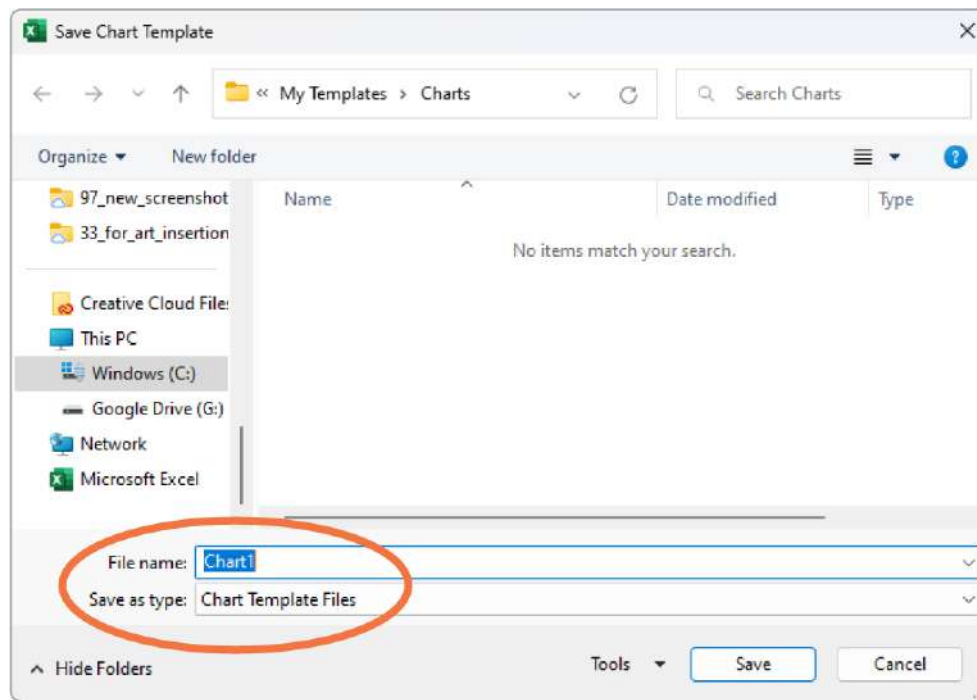 Save Chart Template
« My Templates > Charts
Search Charts
Organize
New folder
97_new_screenshot
33_for_art_insertion
Creative Cloud File
This PC
Windows (C:)
Google Drive (G:)
Network
Microsoft Excel
Name
Date modified
Type
No items match your search.
File name: Chart1
Save as type: Chart Template Files
Hide Folders
Tools
Save
Cancel